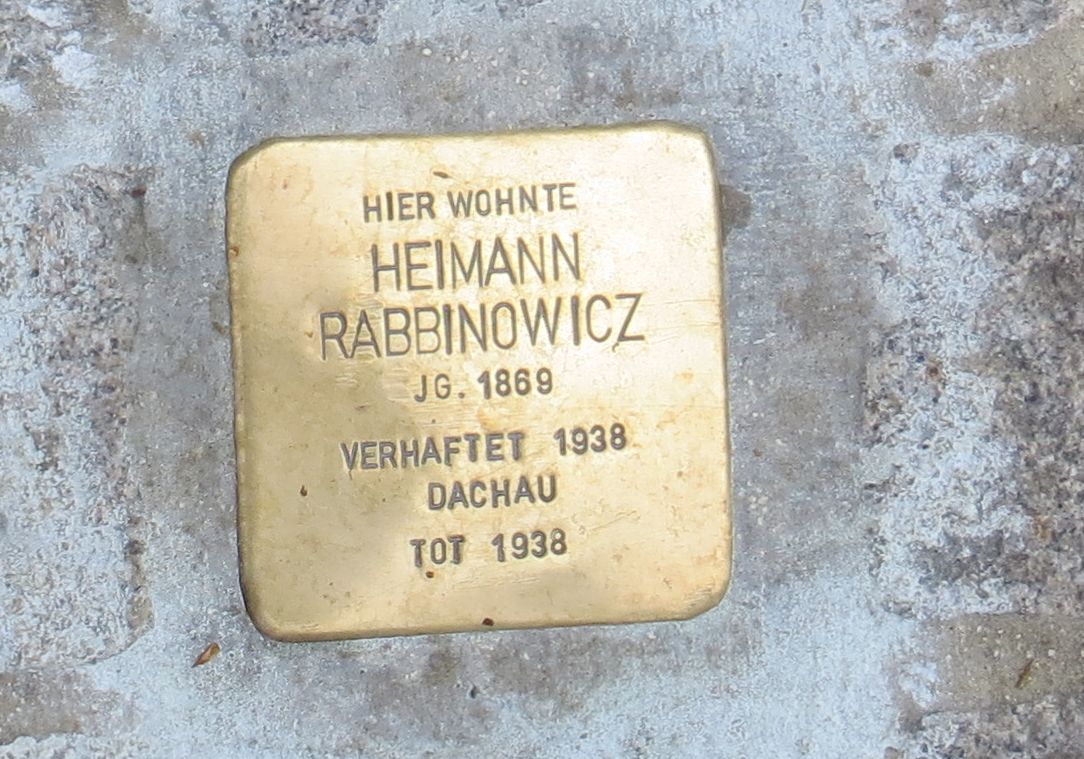 HIER WOHNTE
HEIMANN
RABBINOWICZ
JG. 1869
VERHAFTET 1938
DACHAU
TOT 1938